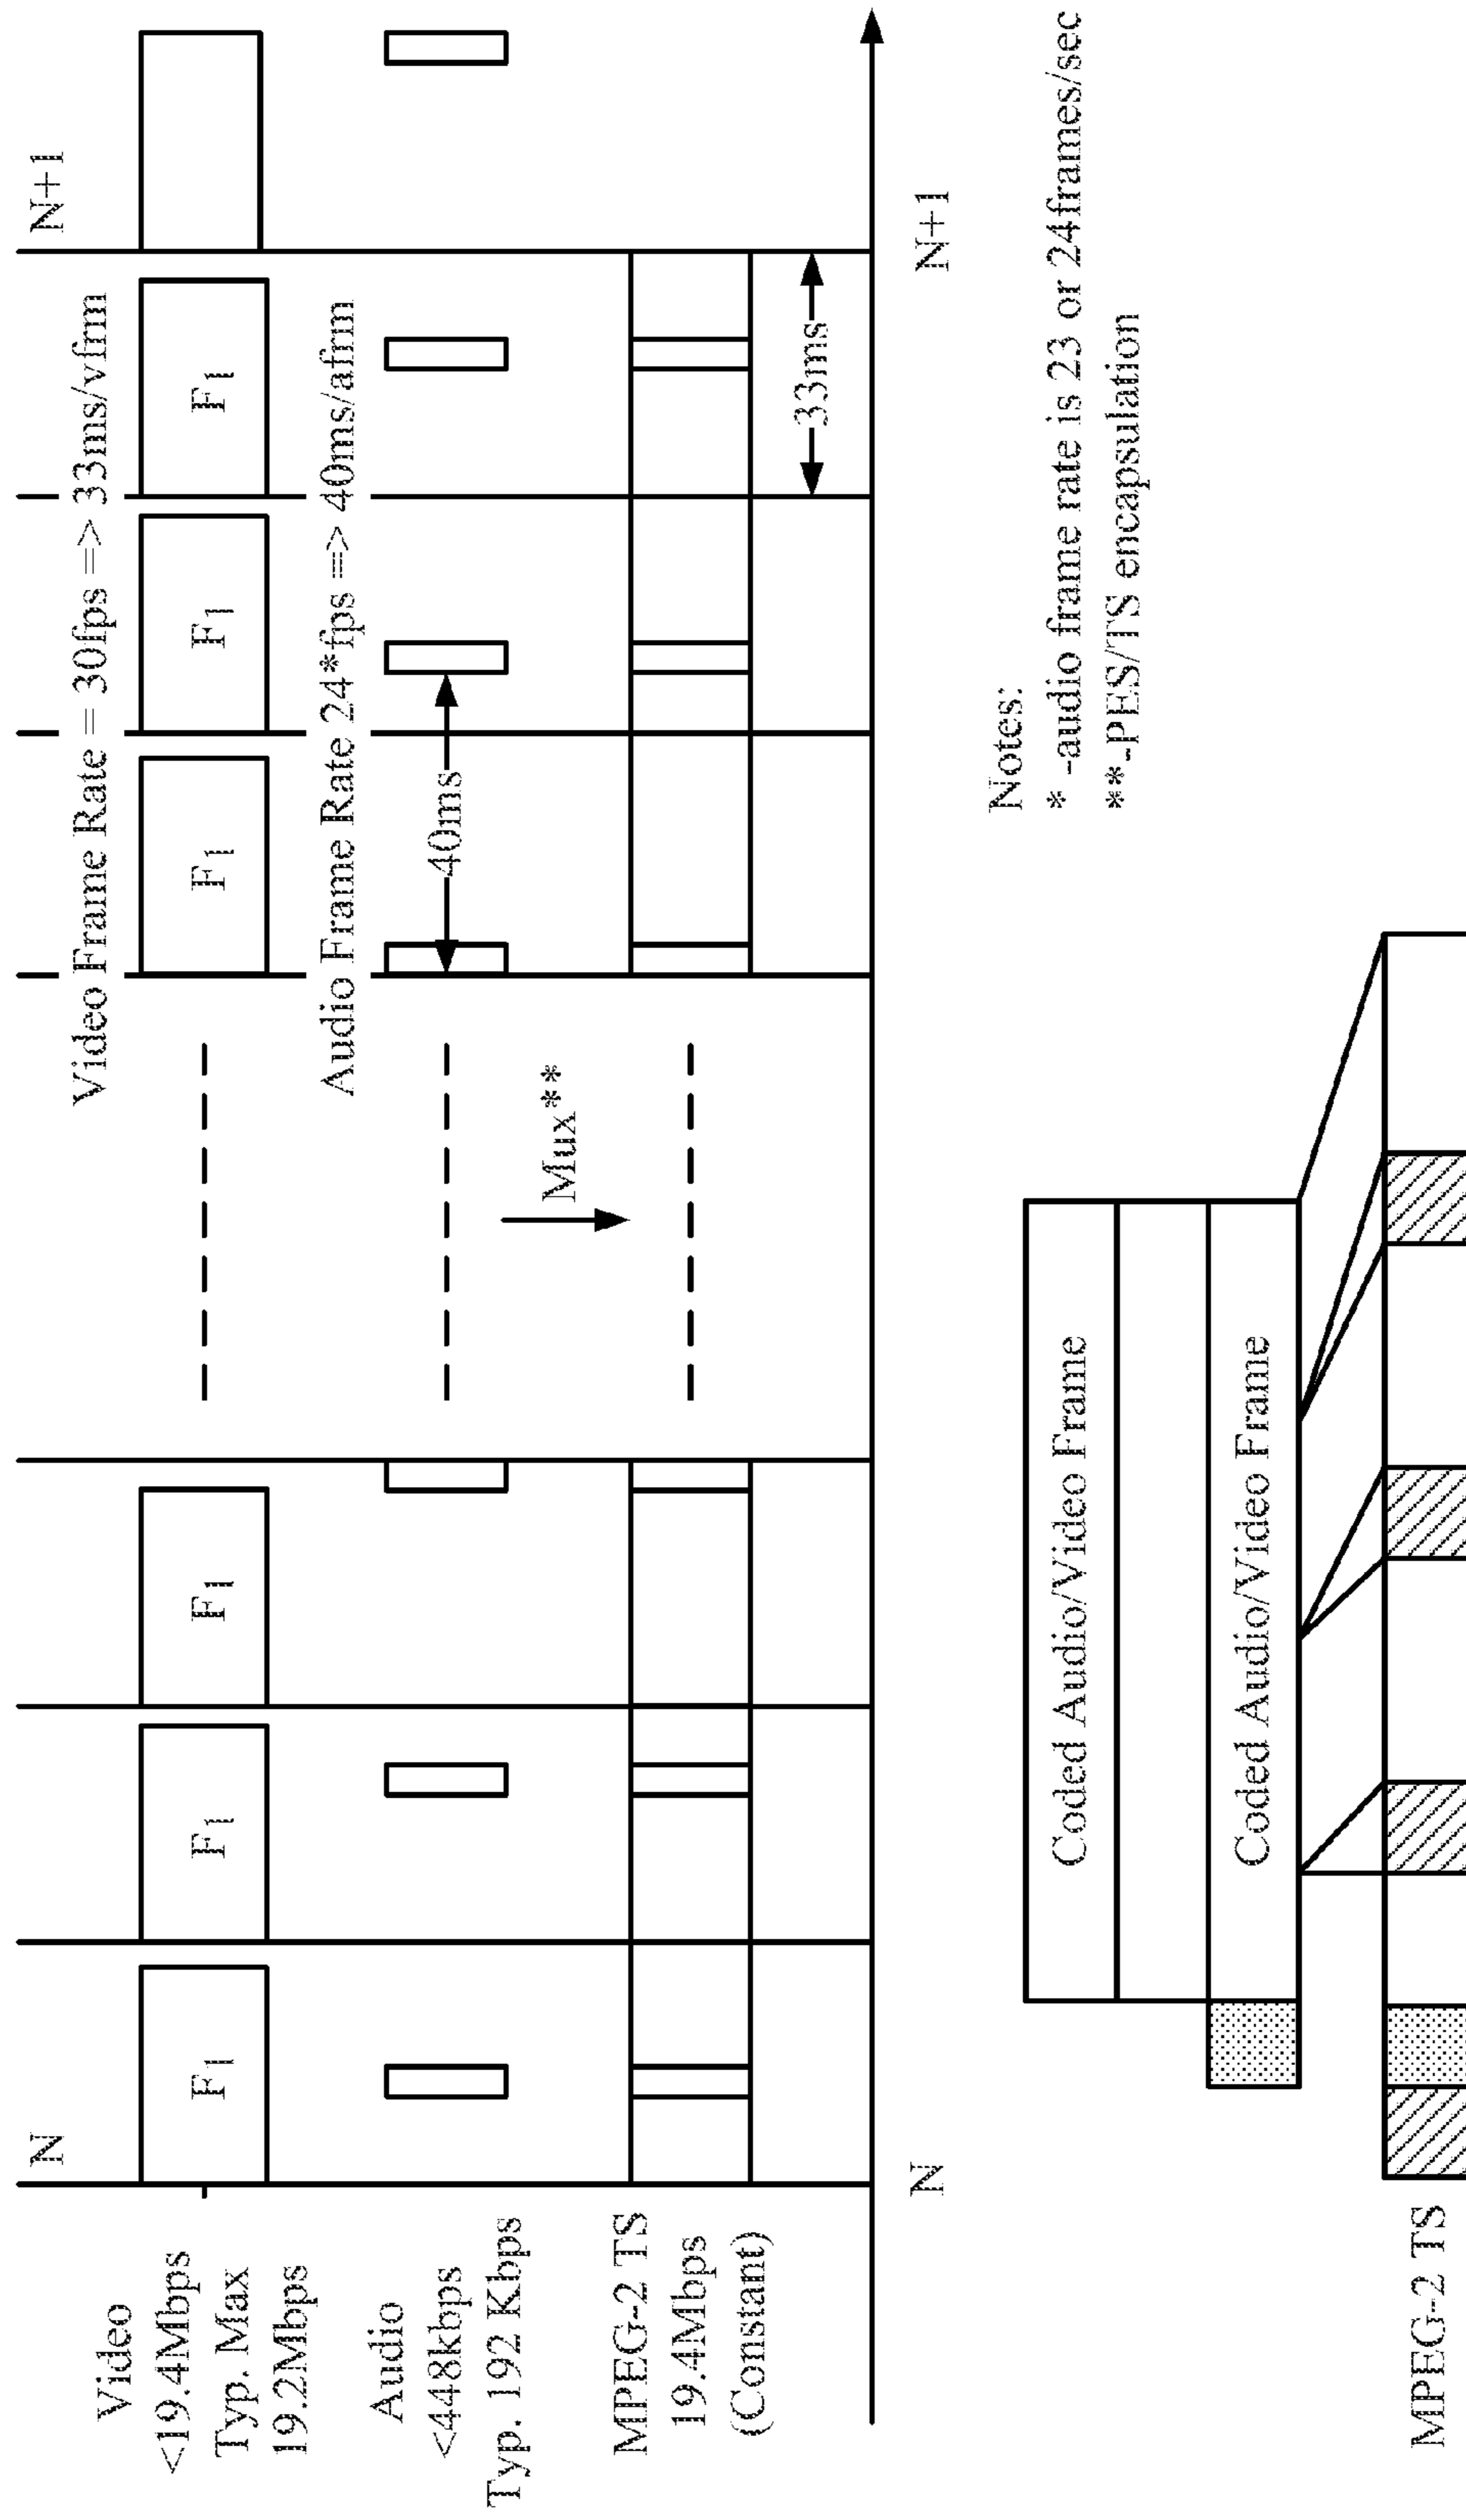 N
N+1
Video Frame Rate = 30fps => 33ms/vfrm
Video
<19.4Mbps
Typ. Max
19.2Mbps
F1
F1
F1
F1
F1
F1
Audio Frame Rate 24*fps => 40ms/afrm
Audio
<448kbps
Typ. 192 Kbps
40ms
Mux**
MPEG-2 TS
19.4Mbps
(Constant)
33ms
N
N+1
Notes:
* -audio frame rate is 23 or 24frames/sec
**-PES/TS encapsulation
Coded Audio/Video Frame
Coded Audio/Video Frame
MPEG-2 TS